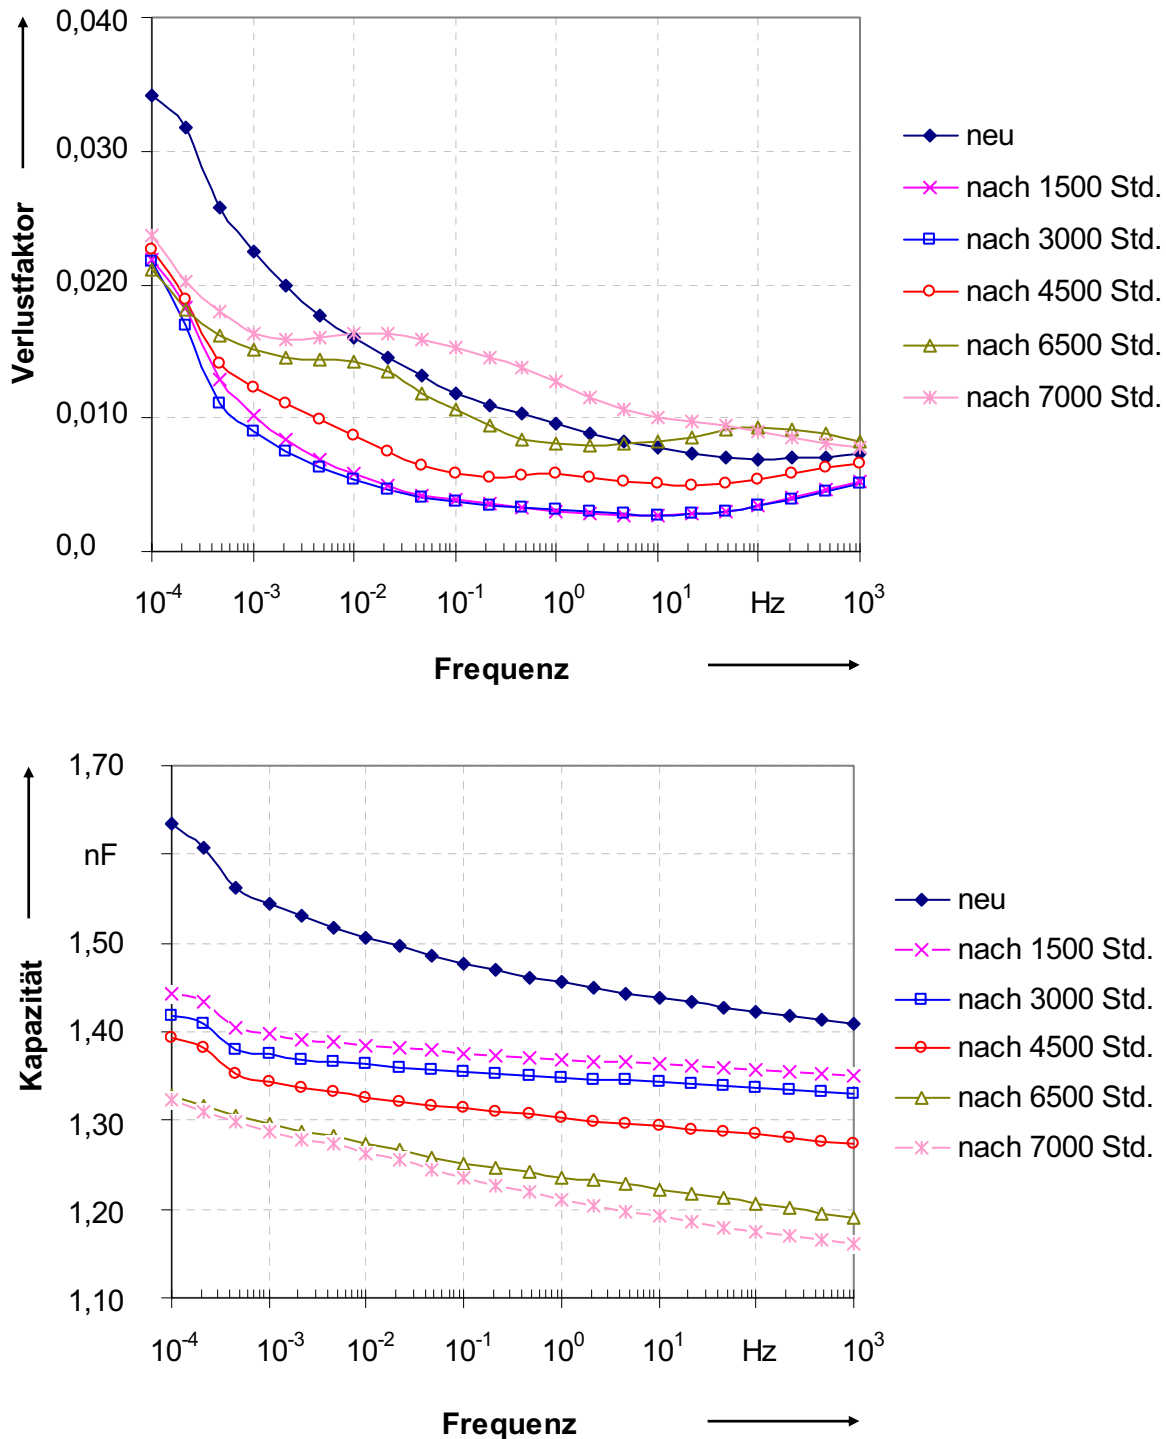 Verlustfaktor
0,040
0,030
0,020
0,010
0,0
10-4 10-3 10-2 10-1 100 101 Hz 103
Frequenz
neu
nach 1500 Std.
nach 3000 Std.
nach 4500 Std.
nach 6500 Std.
nach 7000 Std.
Kapazität
1,70
nF
1,50
1,40
1,30
1,20
1,10
10-4 10-3 10-2 10-1 100 101 Hz 103
Frequenz
neu
nach 1500 Std.
nach 3000 Std.
nach 4500 Std.
nach 6500 Std.
nach 7000 Std.